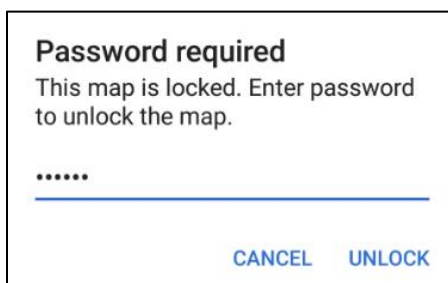 Password required
This map is locked. Enter password
to unlock the map.
••••••
CANCEL UNLOCK